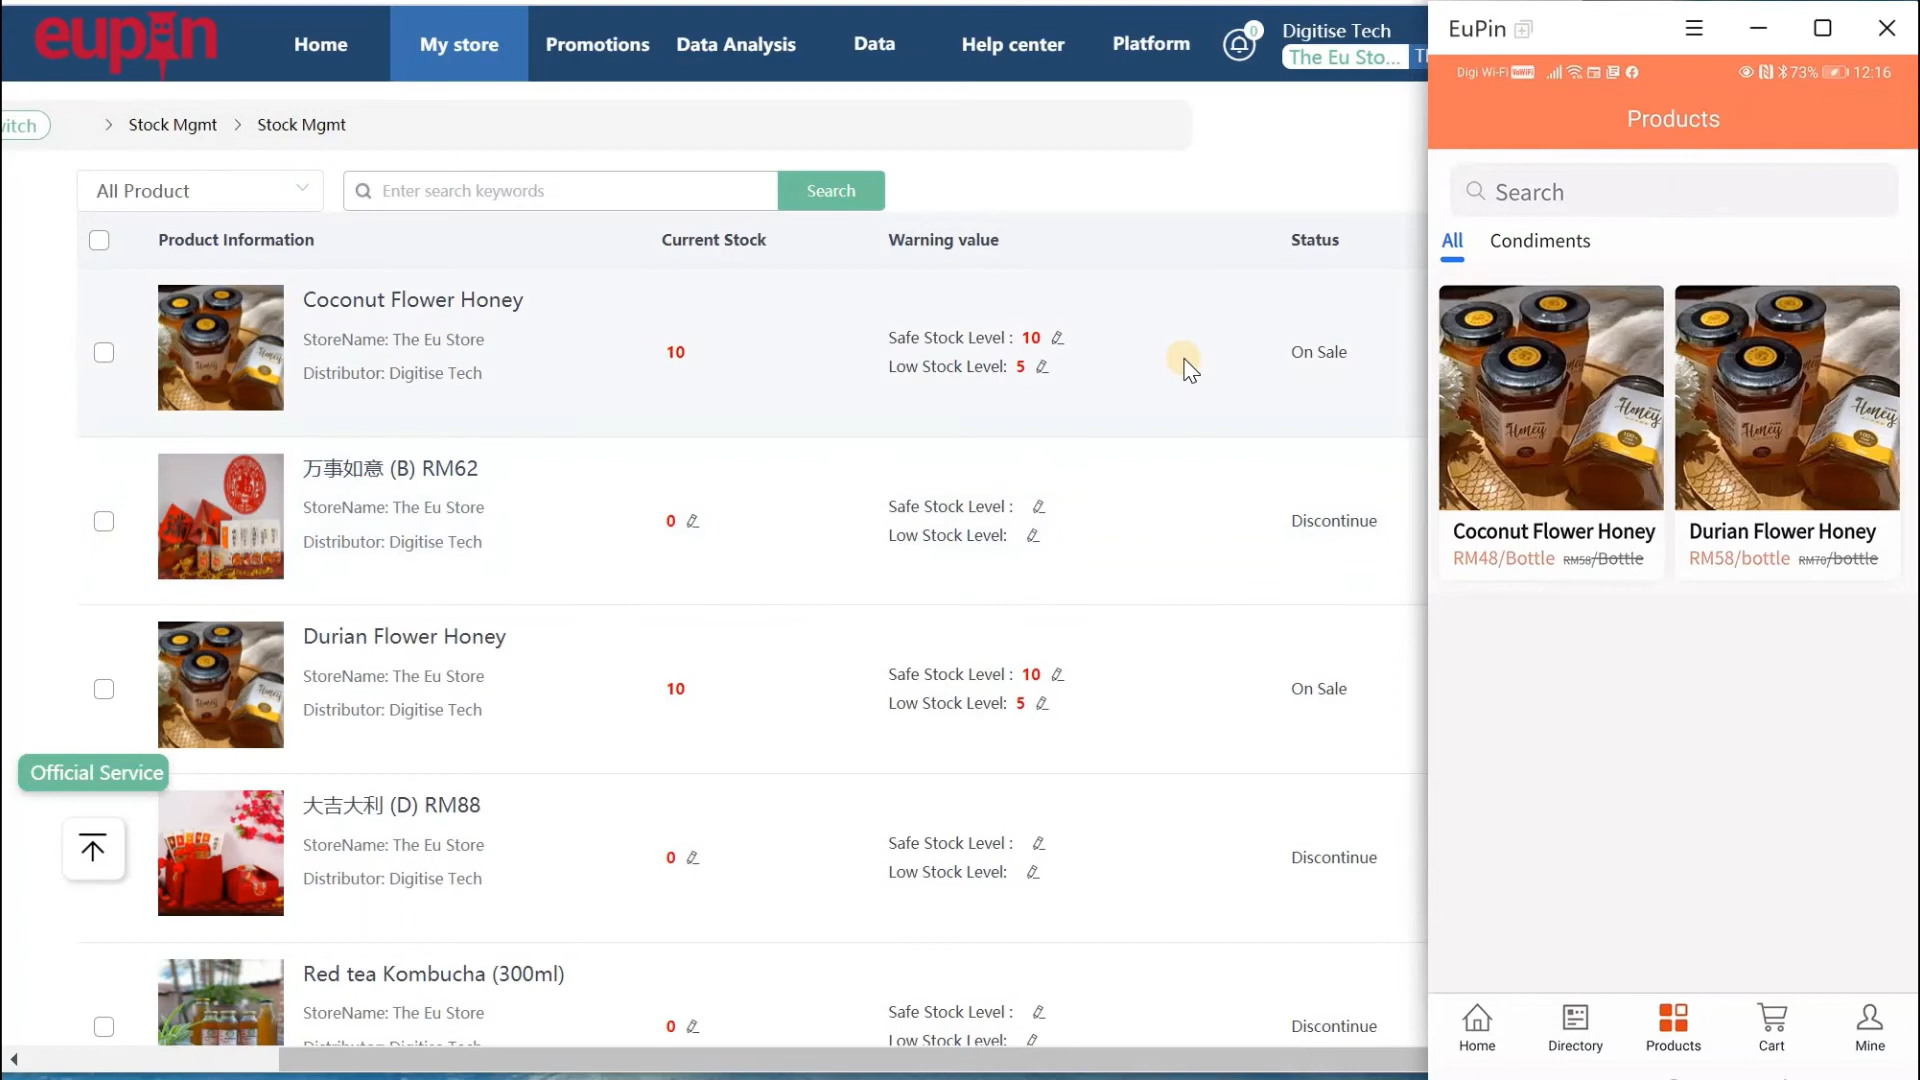 eupin
Home
My store
Promotions
Data Analysis
Data
Help center
Platform
0
Digitise Tech
The Eu Sto...
itch
> Stock Mgmt > Stock Mgmt
All Product
Enter search keywords
Search
Product Information
Current Stock
Warning value
Status
Coconut Flower Honey
StoreName: The Eu Store
Distributor: Digitise Tech
10
Safe Stock Level : 10
Low Stock Level: 5
On Sale
万事如意 (B) RM62
StoreName: The Eu Store
Distributor: Digitise Tech
0
Safe Stock Level :
Low Stock Level:
Discontinue
Durian Flower Honey
StoreName: The Eu Store
Distributor: Digitise Tech
10
Safe Stock Level : 10
Low Stock Level: 5
On Sale
Official Service
大吉大利 (D) RM88
StoreName: The Eu Store
Distributor: Digitise Tech
0
Safe Stock Level :
Low Stock Level:
Discontinue
Red tea Kombucha (300ml)
StoreName: The Eu Store
Distributor: Digitise Tech
0
Safe Stock Level :
Low Stock Level:
Discontinue
EuPin
Digi Wi-Fi VoWiFi
73% 12:16
Products
Search
All
Condiments
Honey
Honey
Honey
Honey
Coconut Flower Honey
RM48/Bottle RM58/Bottle
Durian Flower Honey
RM58/bottle RM70/bottle
Home
Directory
Products
Cart
Mine